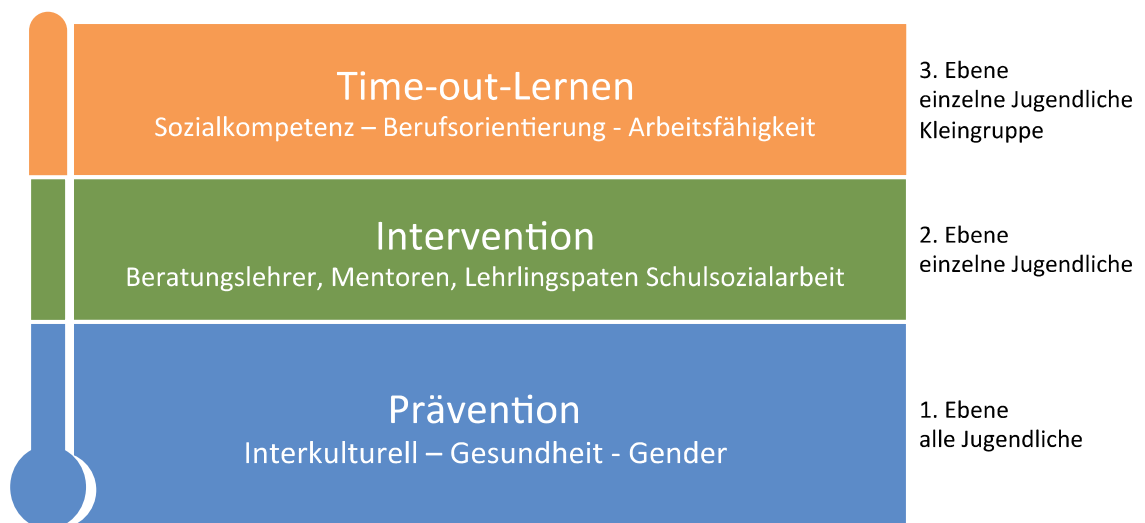 Time-out-Lernen
Sozialkompetenz – Berufsorientierung - Arbeitsfähigkeit
3. Ebene
einzelne Jugendliche
Kleingruppe
Intervention
Beratungslehrer, Mentoren, Lehrlingspaten Schulsozialarbeit
2. Ebene
einzelne Jugendliche
Prävention
Interkulturell – Gesundheit - Gender
1. Ebene
alle Jugendliche